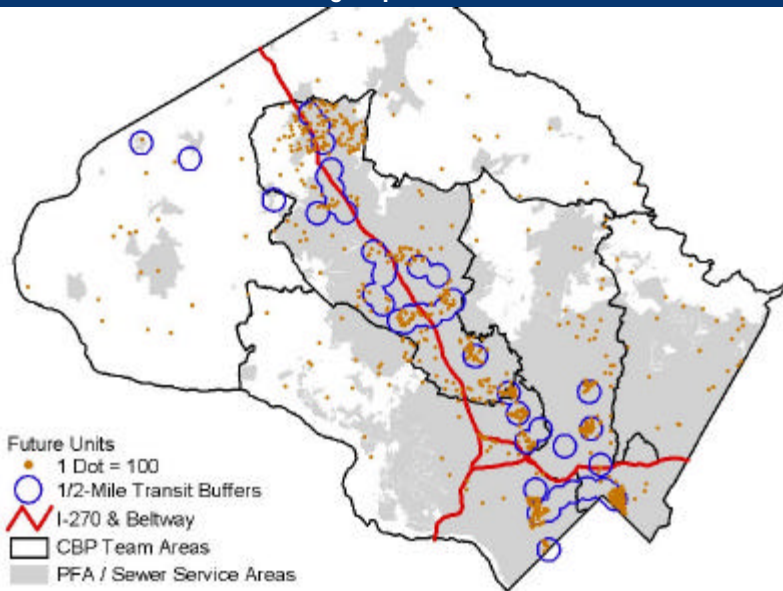 Future Units
1 Dot = 100
1/2-Mile Transit Buffers
I-270 & Beltway
CBP Team Areas
PFA / Sewer Service Areas